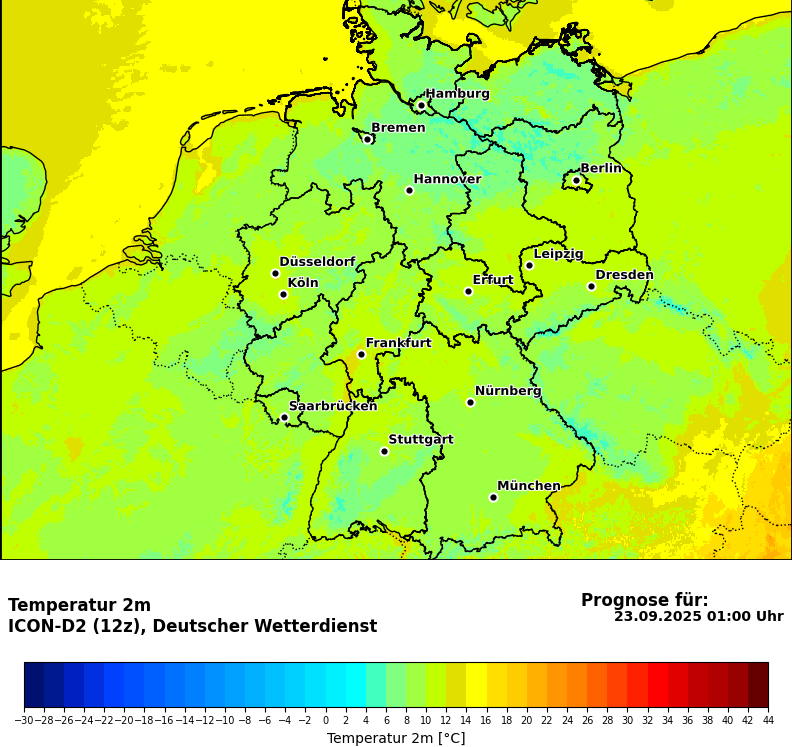 Hamburg
Bremen
Berlin
Hannover
Leipzig
Düsseldorf
Dresden
Köln
Erfurt
Frankfurt
Nürnberg
Saarbrücken
Stuttgart
München
Temperatur 2m
ICON-D2 (12z), Deutscher Wetterdienst
Prognose für:
23.09.2025 01:00 Uhr
−30 −28 −26 −24 −22 −20 −18 −16 −14 −12 −10 −8 −6 −4 −2 0 2 4 6 8 10 12 14 16 18 20 22 24 26 28 30 32 34 36 38 40 42 44
Temperatur 2m [°C]